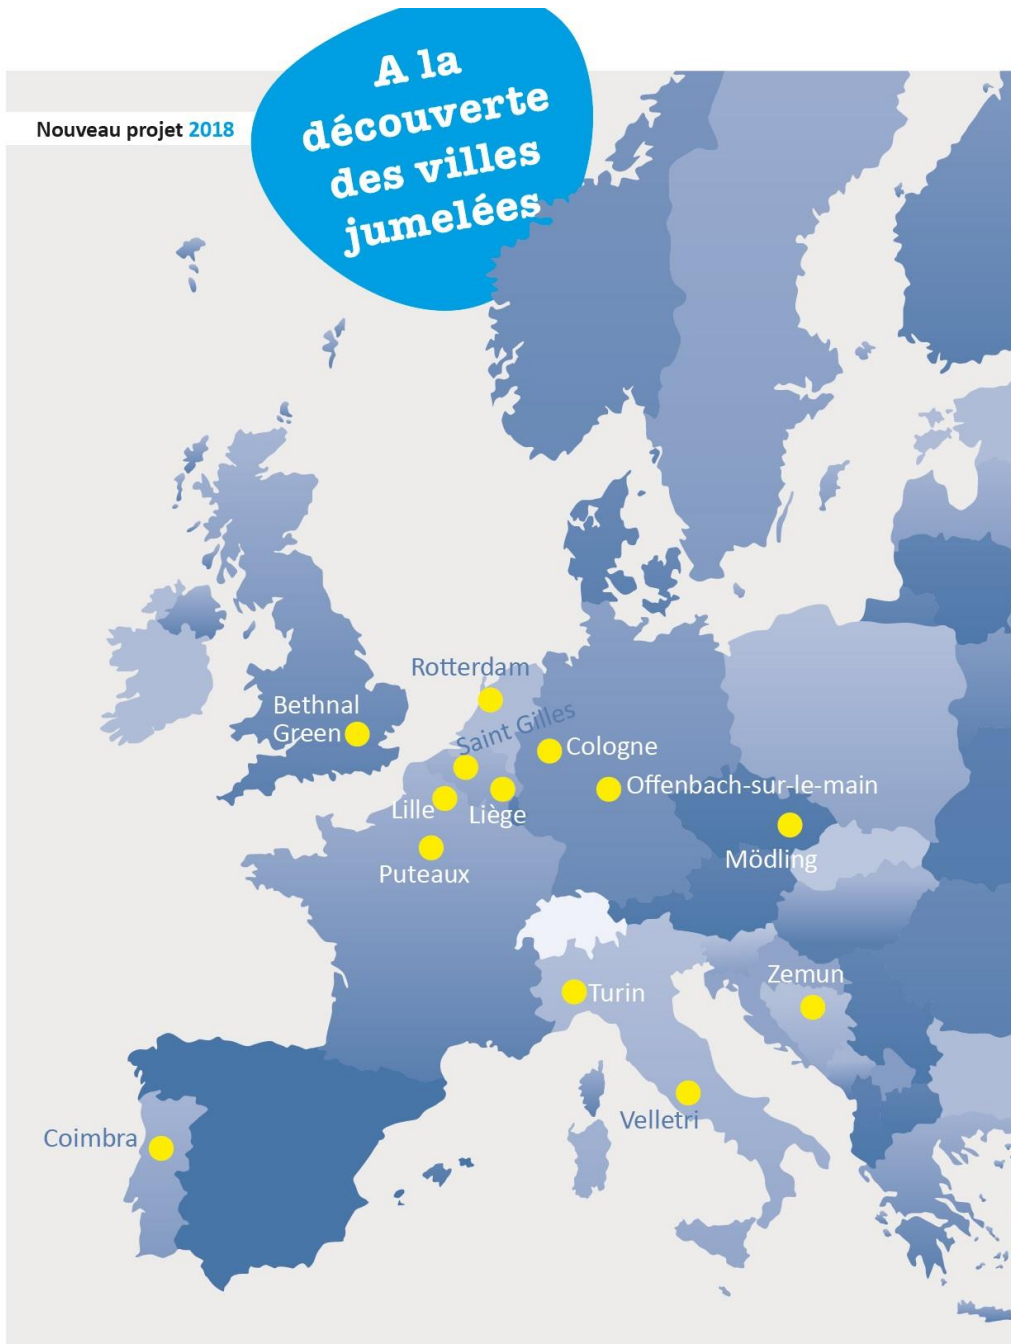 A la
découverte
des villes
jumelées
Nouveau projet 2018
Rotterdam
Bethnal
Green
Saint Gilles
Cologne
Offenbach-sur-le-main
Lille
Liège
Mödling
Puteaux
Zemun
Turin
Velletri
Coimbra